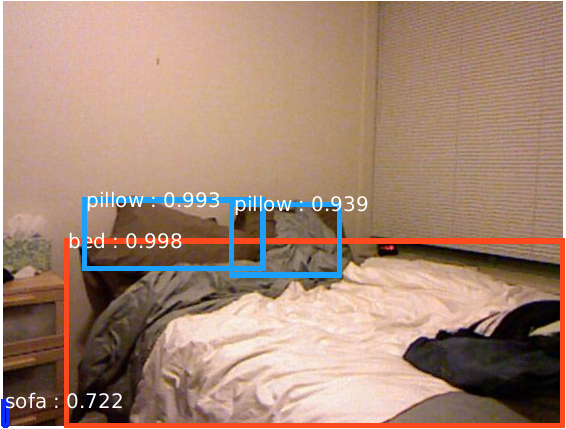 pillow : 0.993
pillow : 0.939
bed : 0.998
sofa : 0.722